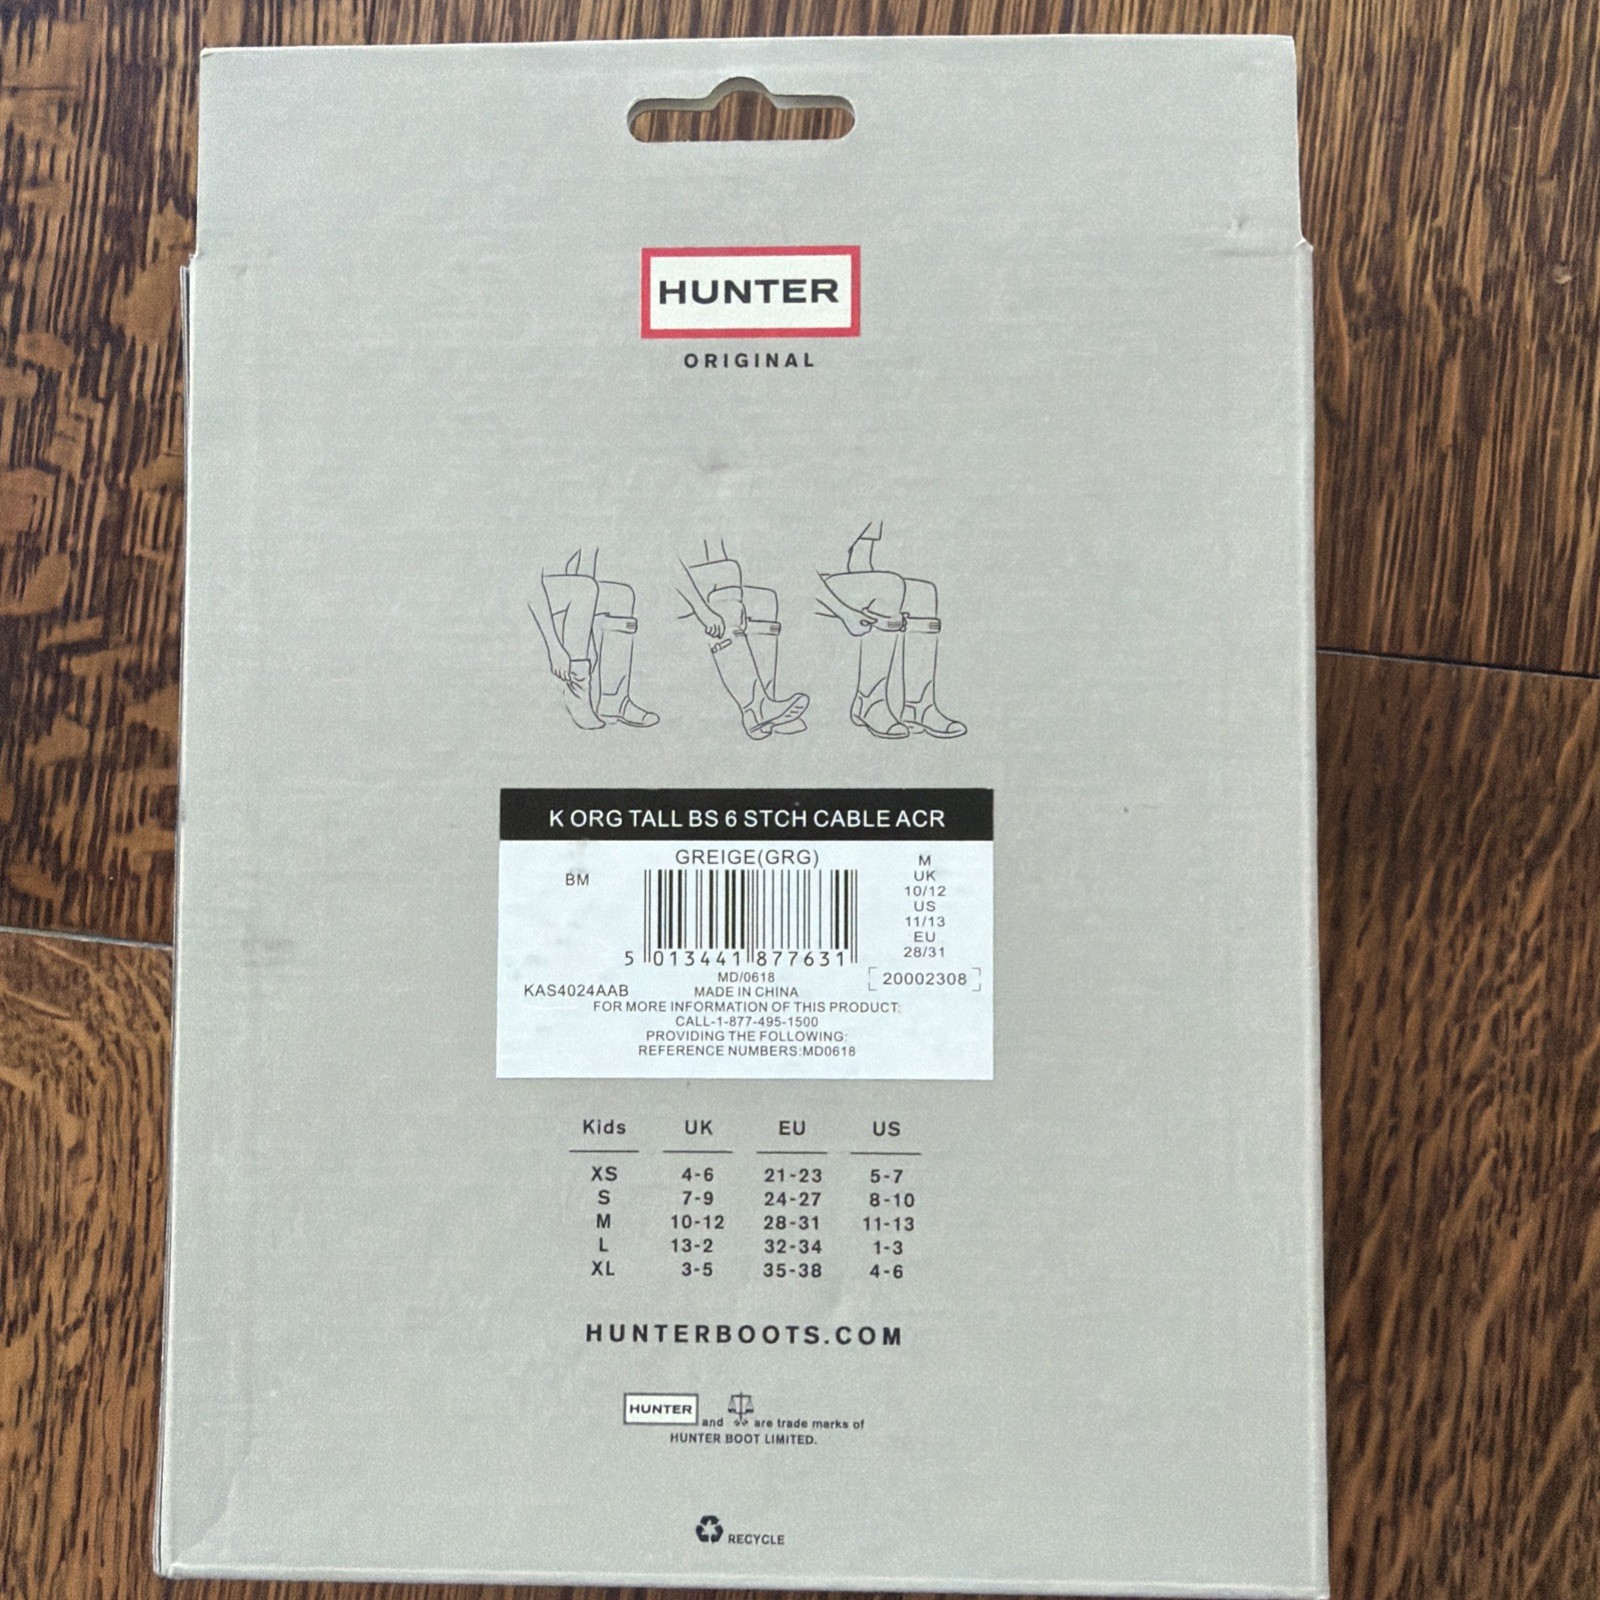 HUNTER
ORIGINAL
K ORG TALL BS 6 STCH CABLE ACR
GREIGE(GRG)
BM
M
UK
10/12
US
11/13
EU
28/31
5 013441 877631
MD/0618
20002308
KAS4024AAB
MADE IN CHINA
FOR MORE INFORMATION OF THIS PRODUCT:
CALL-1-877-495-1500
PROVIDING THE FOLLOWING:
REFERENCE NUMBERS:MD0618
Kids UK EU US
XS 4-6 21-23 5-7
S 7-9 24-27 8-10
M 10-12 28-31 11-13
L 13-2 32-34 1-3
XL 3-5 35-38 4-6
HUNTERBOOTS.COM
HUNTER and are trade marks of
HUNTER BOOT LIMITED.
RECYCLE